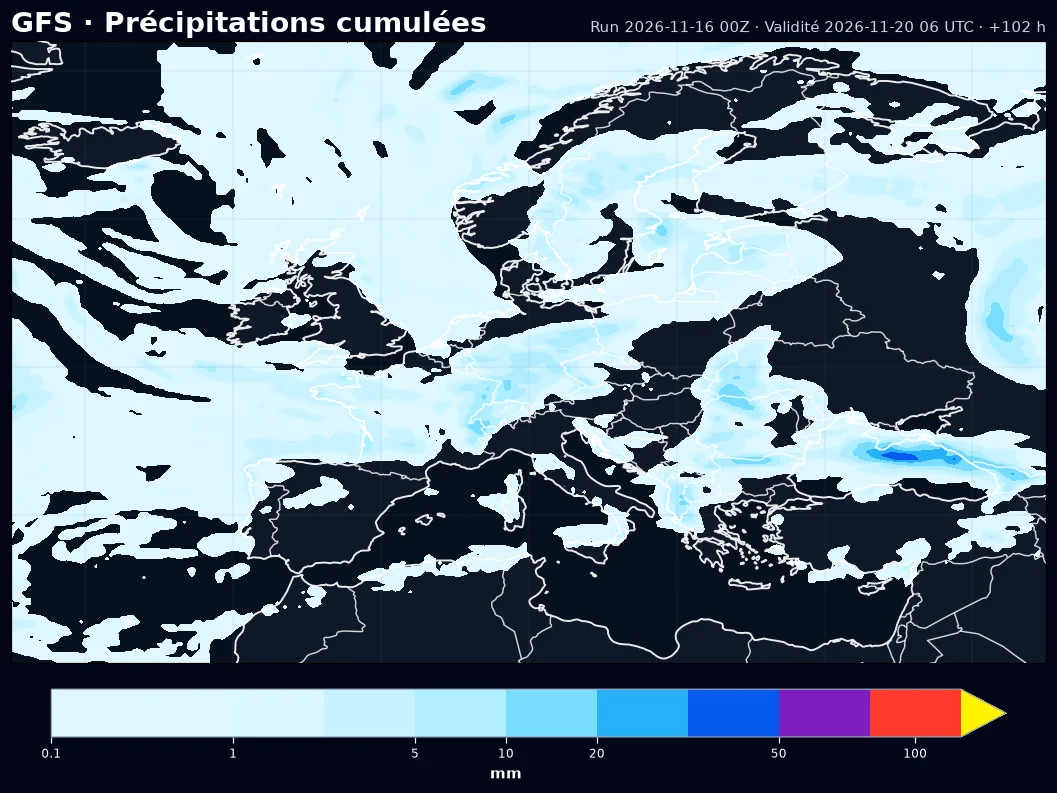 GFS · Précipitations cumulées
Run 2026-11-16 00Z · Validité 2026-11-20 06 UTC · +102 h
0.1 1 5 10 20 50 100
mm